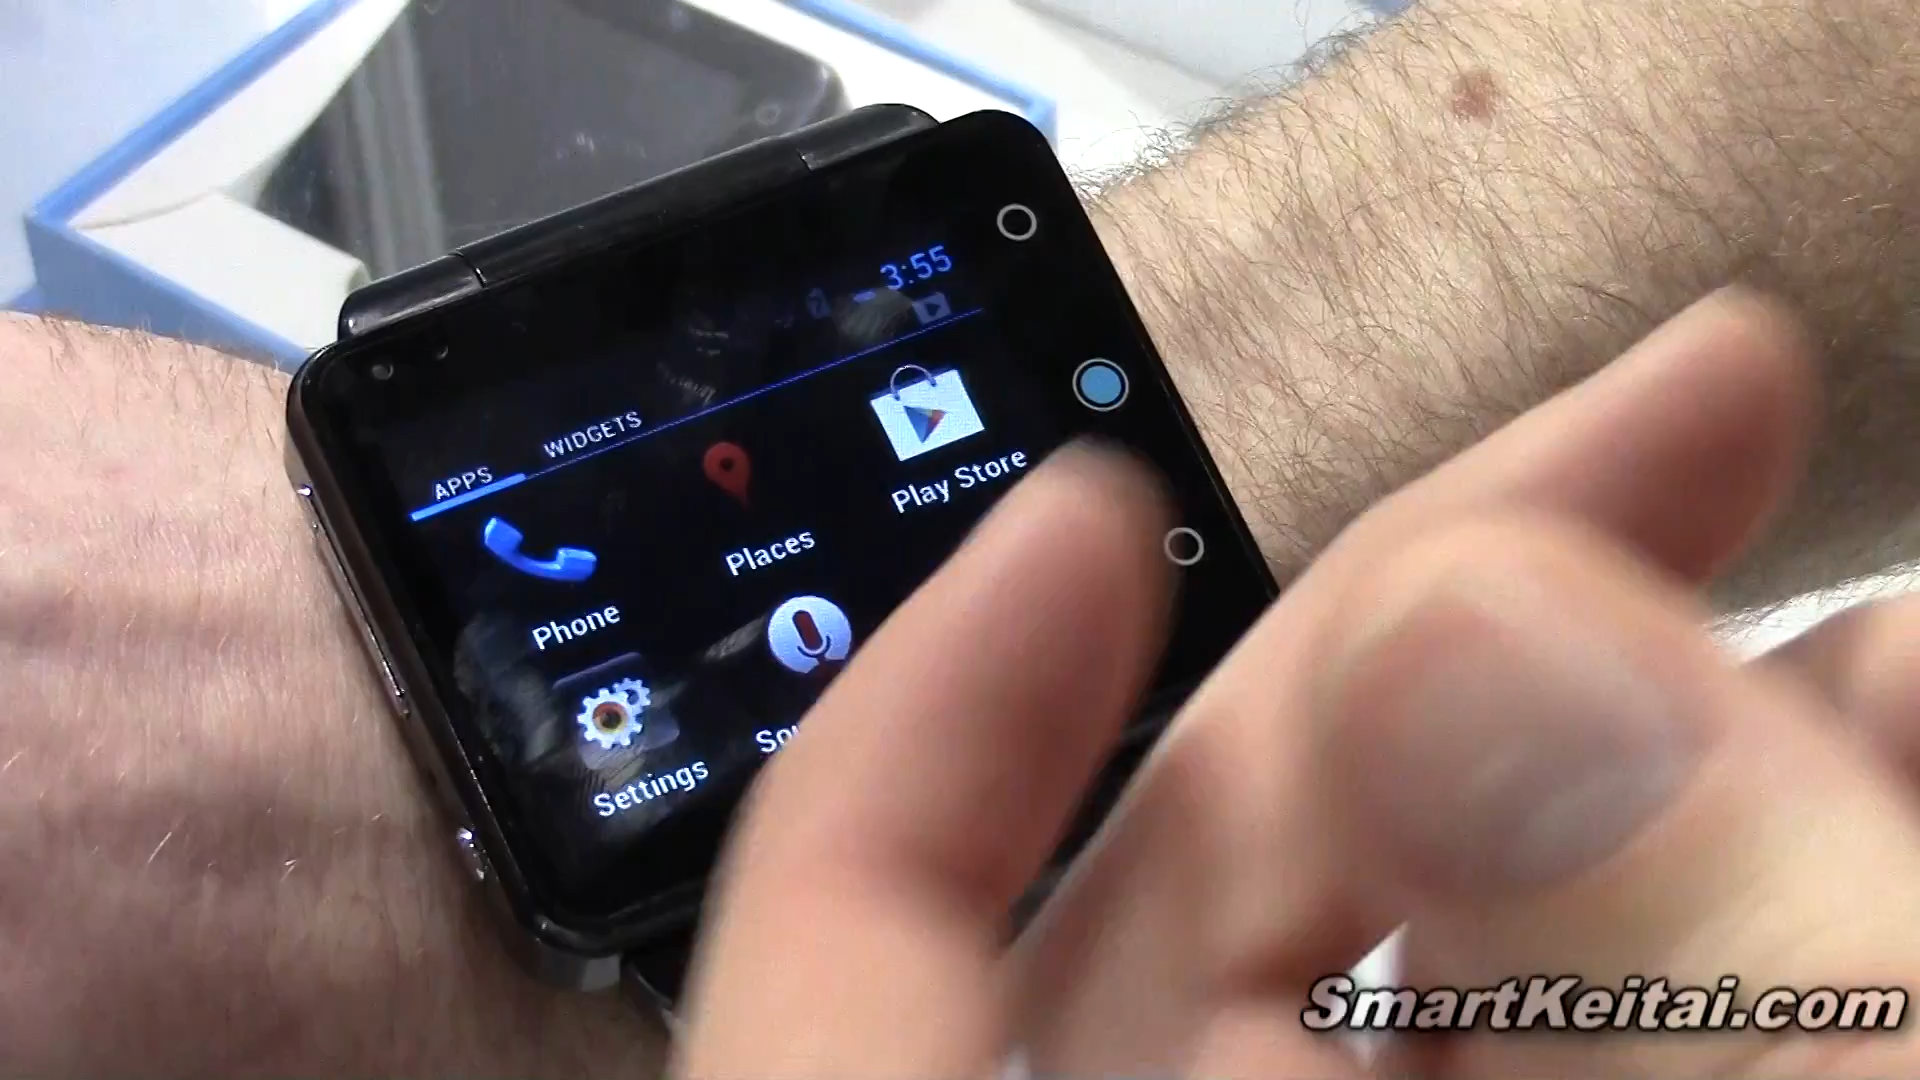 3:55
APPS WIDGETS
Phone
Places
Play Store
Settings
SmartKeitai.com